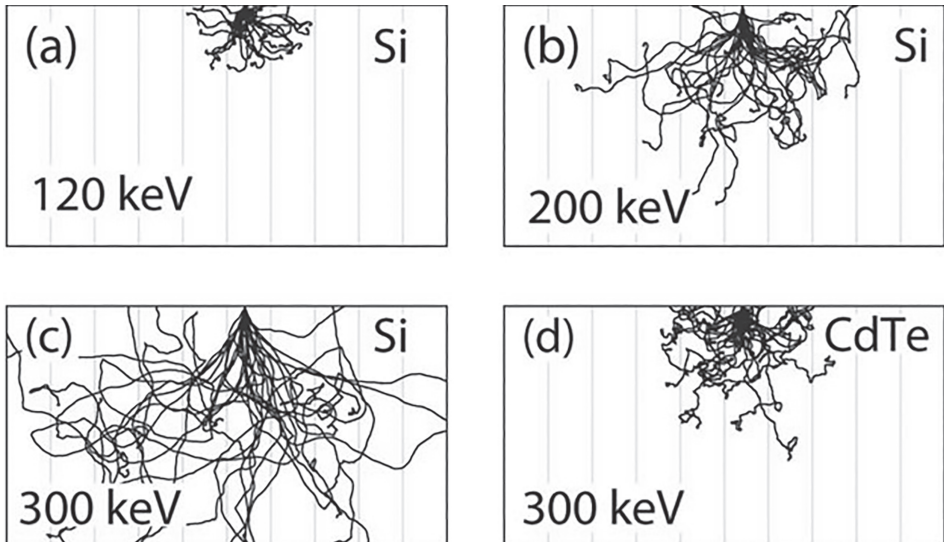 (a) Si
120 keV
(b) Si
200 keV
(c) Si
300 keV
(d) CdTe
300 keV